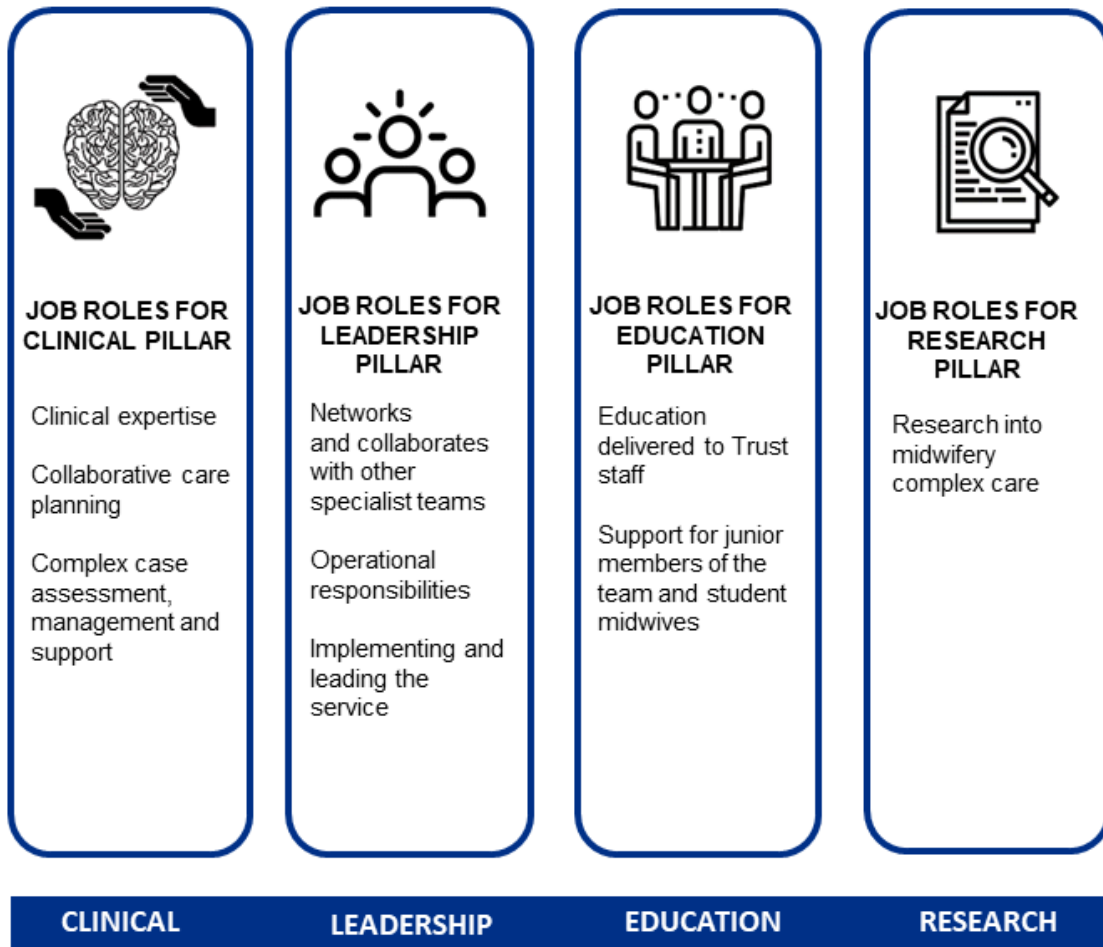 JOB ROLES FOR
CLINICAL PILLAR
Clinical expertise
Collaborative care
planning
Complex case
assessment,
management and
support
JOB ROLES FOR
LEADERSHIP
PILLAR
Networks
and collaborates
with other
specialist teams
Operational
responsibilities
Implementing and
leading the
service
JOB ROLES FOR
EDUCATION
PILLAR
Education
delivered to Trust
staff
Support for junior
members of the
team and student
midwives
JOB ROLES FOR
RESEARCH
PILLAR
Research into
midwifery
complex care
CLINICAL
LEADERSHIP
EDUCATION
RESEARCH